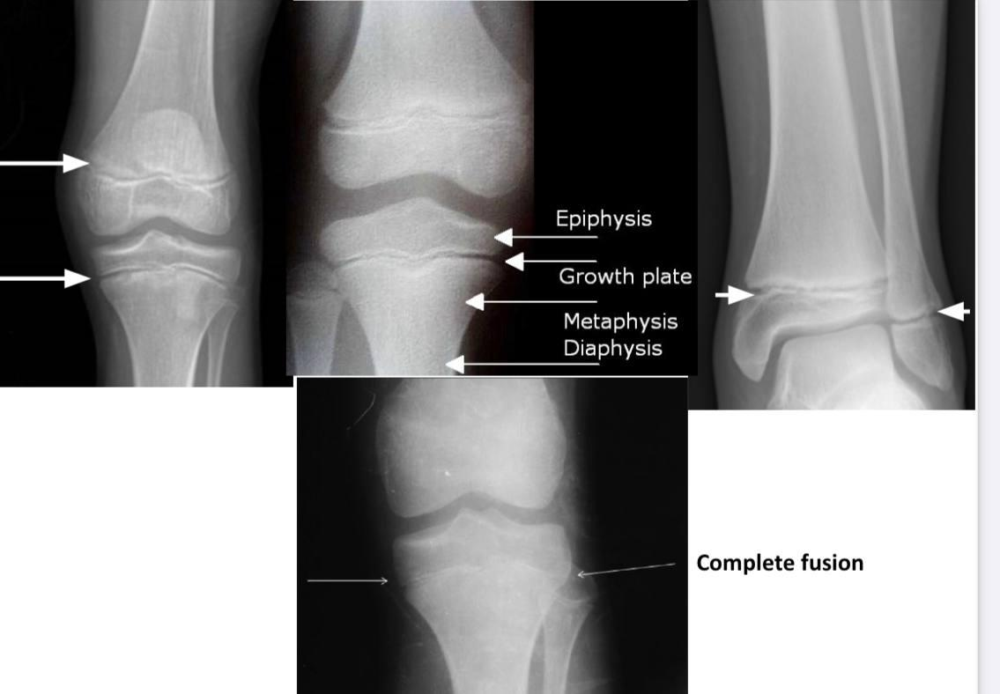 Epiphysis
Growth plate
Metaphysis
Diaphysis
Complete fusion